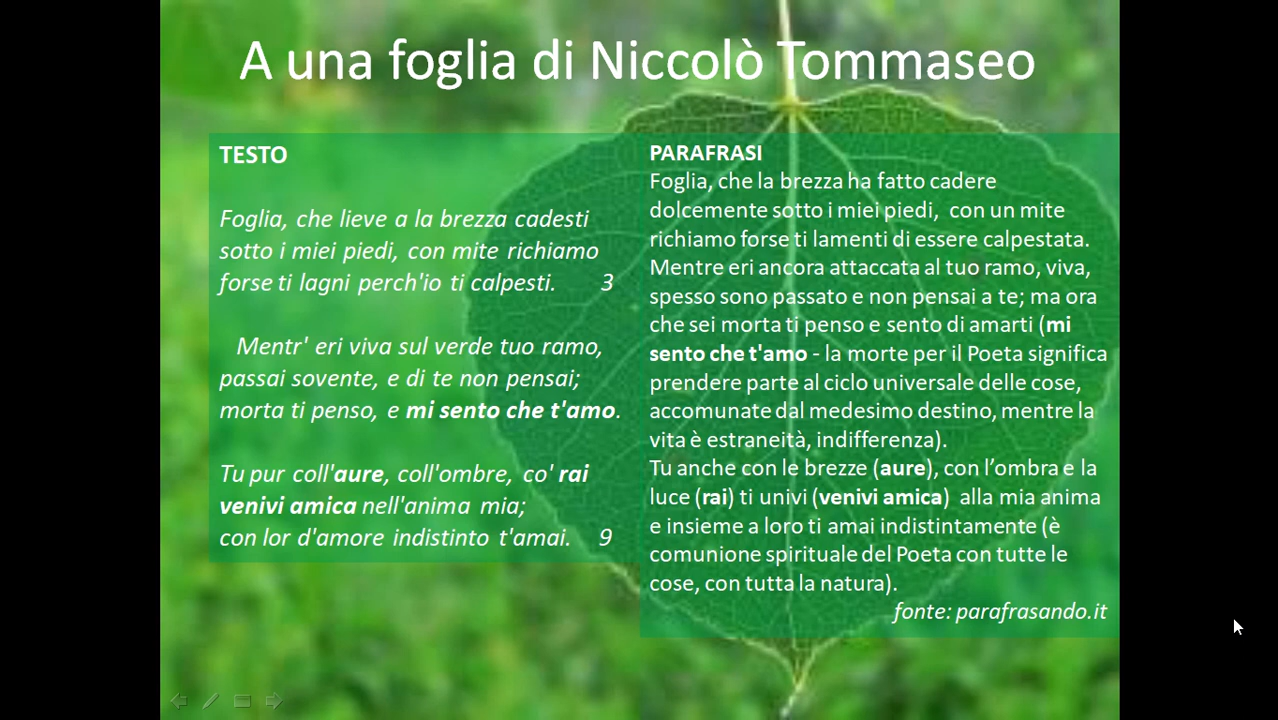 A una foglia di Niccolò Tommaseo
TESTO
Foglia, che lieve a la brezza cadesti
sotto i miei piedi, con mite richiamo
forse ti lagni perch'io ti calpesti. 3
Mentr' eri viva sul verde tuo ramo,
passai sovente, e di te non pensai;
morta ti penso, e mi sento che t'amo.
Tu pur coll'aure, coll'ombre, co' rai
venivi amica nell'anima mia;
con lor d'amore indistinto t'amai. 9
PARAFRASI
Foglia, che la brezza ha fatto cadere
dolcemente sotto i miei piedi, con un mite
richiamo forse ti lamenti di essere calpestata.
Mentre eri ancora attaccata al tuo ramo, viva,
spesso sono passato e non pensai a te; ma ora
che sei morta ti penso e sento di amarti (mi
sento che t'amo - la morte per il Poeta significa
prendere parte al ciclo universale delle cose,
accomunate dal medesimo destino, mentre la
vita è estraneità, indifferenza).
Tu anche con le brezze (aure), con l’ombra e la
luce (rai) ti univi (venivi amica) alla mia anima
e insieme a loro ti amai indistintamente (è
comunione spirituale del Poeta con tutte le
cose, con tutta la natura).
fonte: parafrasando.it